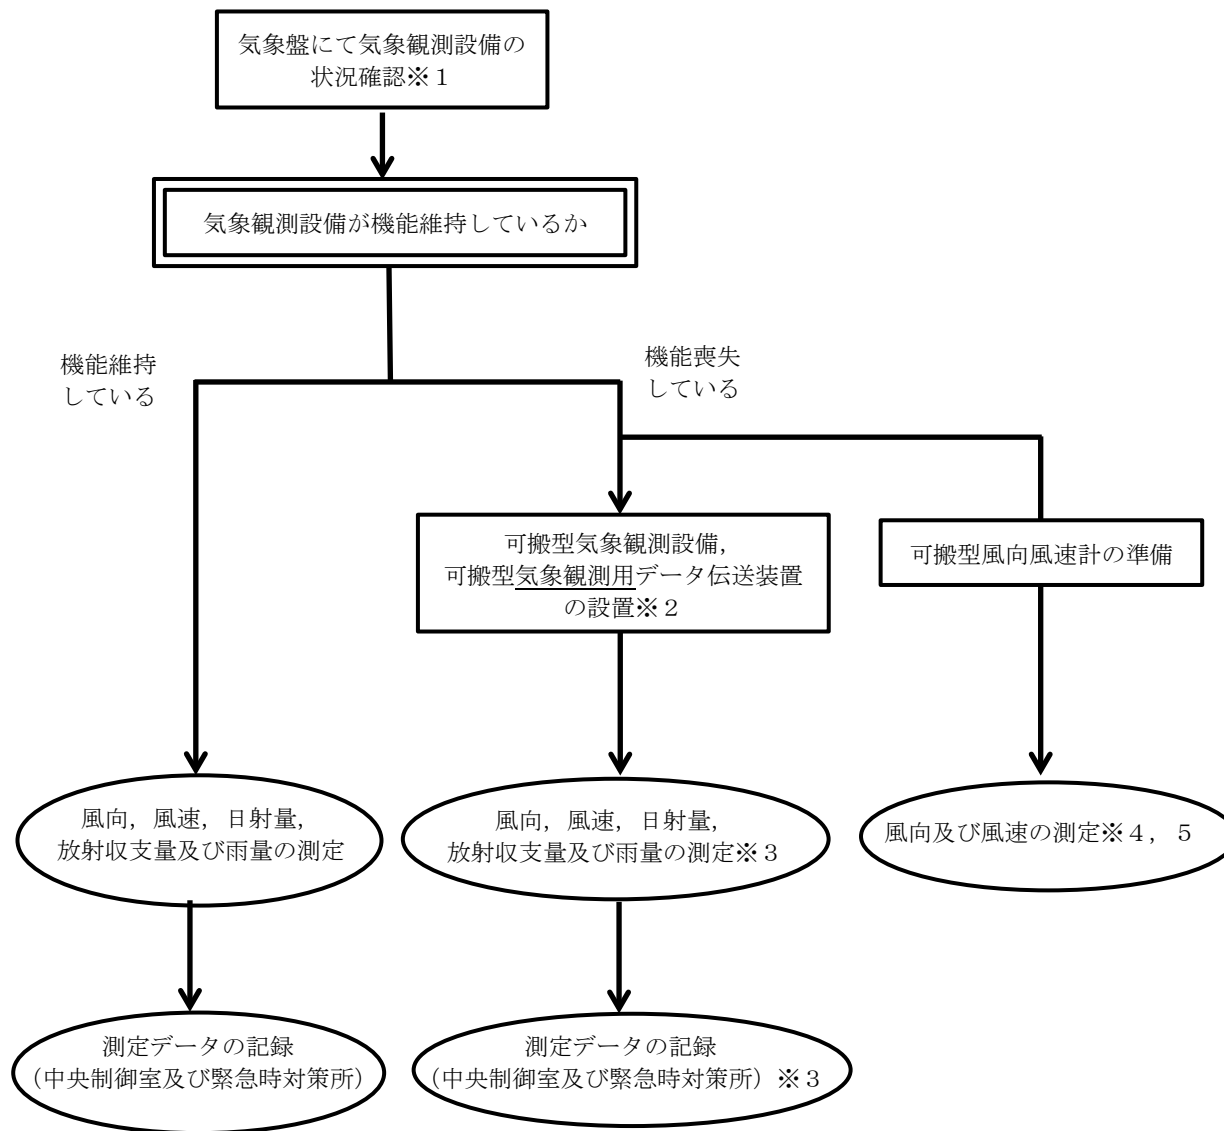 気象盤にて気象観測設備の
状況確認※１
気象観測設備が機能維持しているか
機能維持
している
機能喪失
している
可搬型気象観測設備，
可搬型気象観測用データ伝送装置
の設置※２
可搬型風向風速計の準備
風向，風速，日射量，
放射収支量及び雨量の測定
風向，風速，日射量，
放射収支量及び雨量の測定※３
風向及び風速の測定※４，５
測定データの記録
（中央制御室及び緊急時対策所）
測定データの記録
（中央制御室及び緊急時対策所）※３